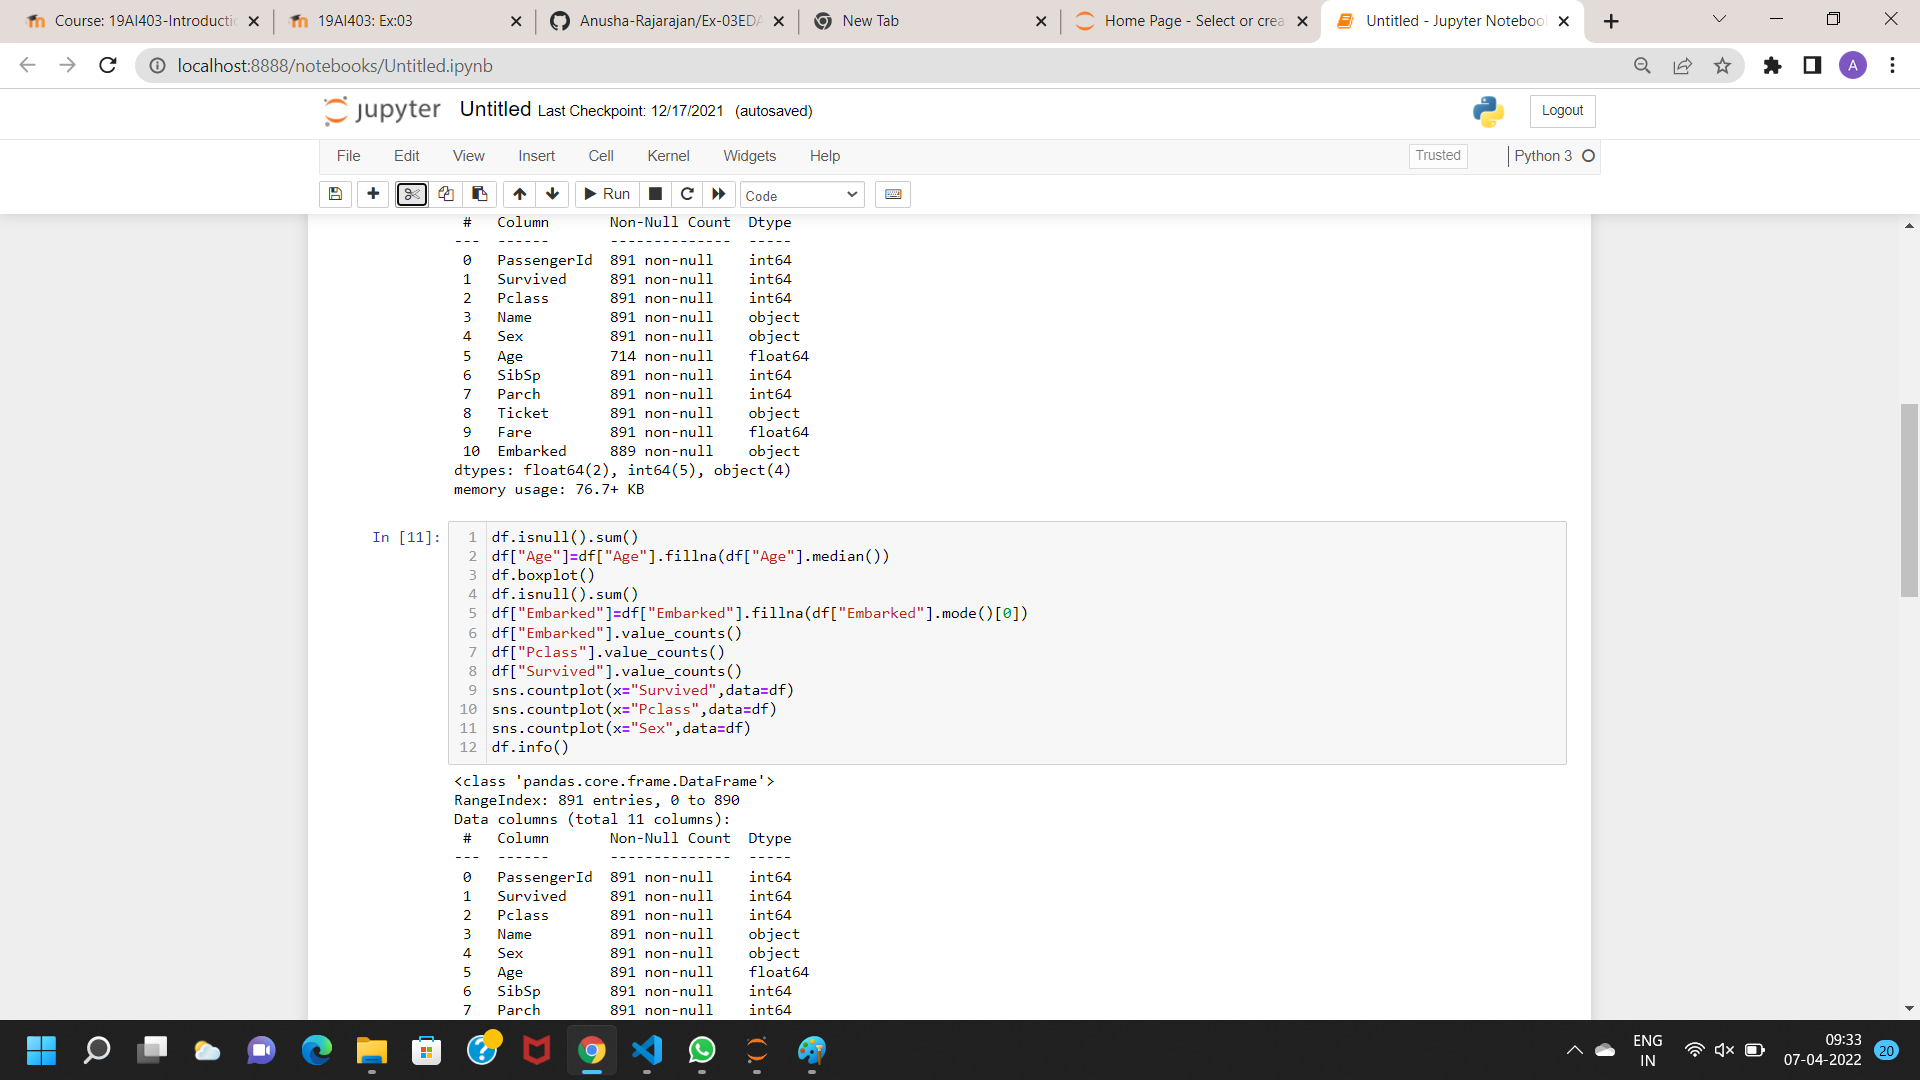 Course: 19AI403-Introductio
19AI403: Ex:03
Anusha-Rajarajan/Ex-03EDA
New Tab
Home Page - Select or crea
Untitled - Jupyter Notebook
localhost:8888/notebooks/Untitled.ipynb
A
jupyter Untitled Last Checkpoint: 12/17/2021 (autosaved)
Logout
File Edit View Insert Cell Kernel Widgets Help
Trusted
Python 3
Run
Code
# Column Non-Null Count Dtype
--- ------ -------------- -----
0 PassengerId 891 non-null int64
1 Survived 891 non-null int64
2 Pclass 891 non-null int64
3 Name 891 non-null object
4 Sex 891 non-null object
5 Age 714 non-null float64
6 SibSp 891 non-null int64
7 Parch 891 non-null int64
8 Ticket 891 non-null object
9 Fare 891 non-null float64
10 Embarked 889 non-null object
dtypes: float64(2), int64(5), object(4)
memory usage: 76.7+ KB
In [11]:
1 df.isnull().sum()
2 df["Age"]=df["Age"].fillna(df["Age"].median())
3 df.boxplot()
4 df.isnull().sum()
5 df["Embarked"]=df["Embarked"].fillna(df["Embarked"].mode()[0])
6 df["Embarked"].value_counts()
7 df["Pclass"].value_counts()
8 df["Survived"].value_counts()
9 sns.countplot(x="Survived",data=df)
10 sns.countplot(x="Pclass",data=df)
11 sns.countplot(x="Sex",data=df)
12 df.info()
<class 'pandas.core.frame.DataFrame'>
RangeIndex: 891 entries, 0 to 890
Data columns (total 11 columns):
# Column Non-Null Count Dtype
--- ------ -------------- -----
0 PassengerId 891 non-null int64
1 Survived 891 non-null int64
2 Pclass 891 non-null int64
3 Name 891 non-null object
4 Sex 891 non-null object
5 Age 891 non-null float64
6 SibSp 891 non-null int64
7 Parch 891 non-null int64
ENG
IN
09:33
07-04-2022
20